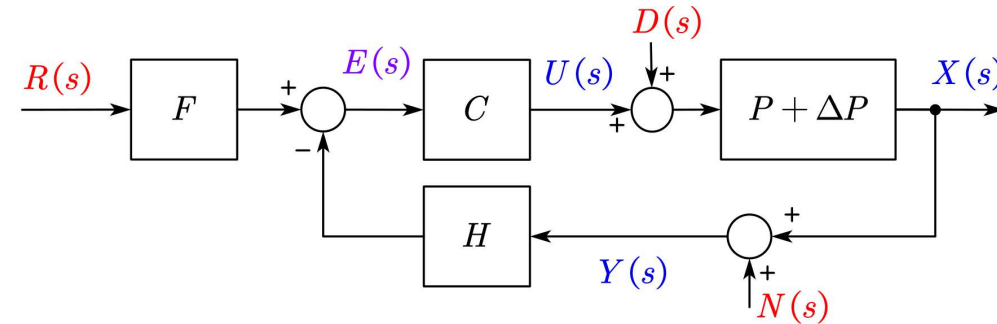 D(s)
R(s)
E(s)
U(s)
X(s)
+
+
+
F
C
P + ΔP
−
H
+
+
Y(s)
N(s)